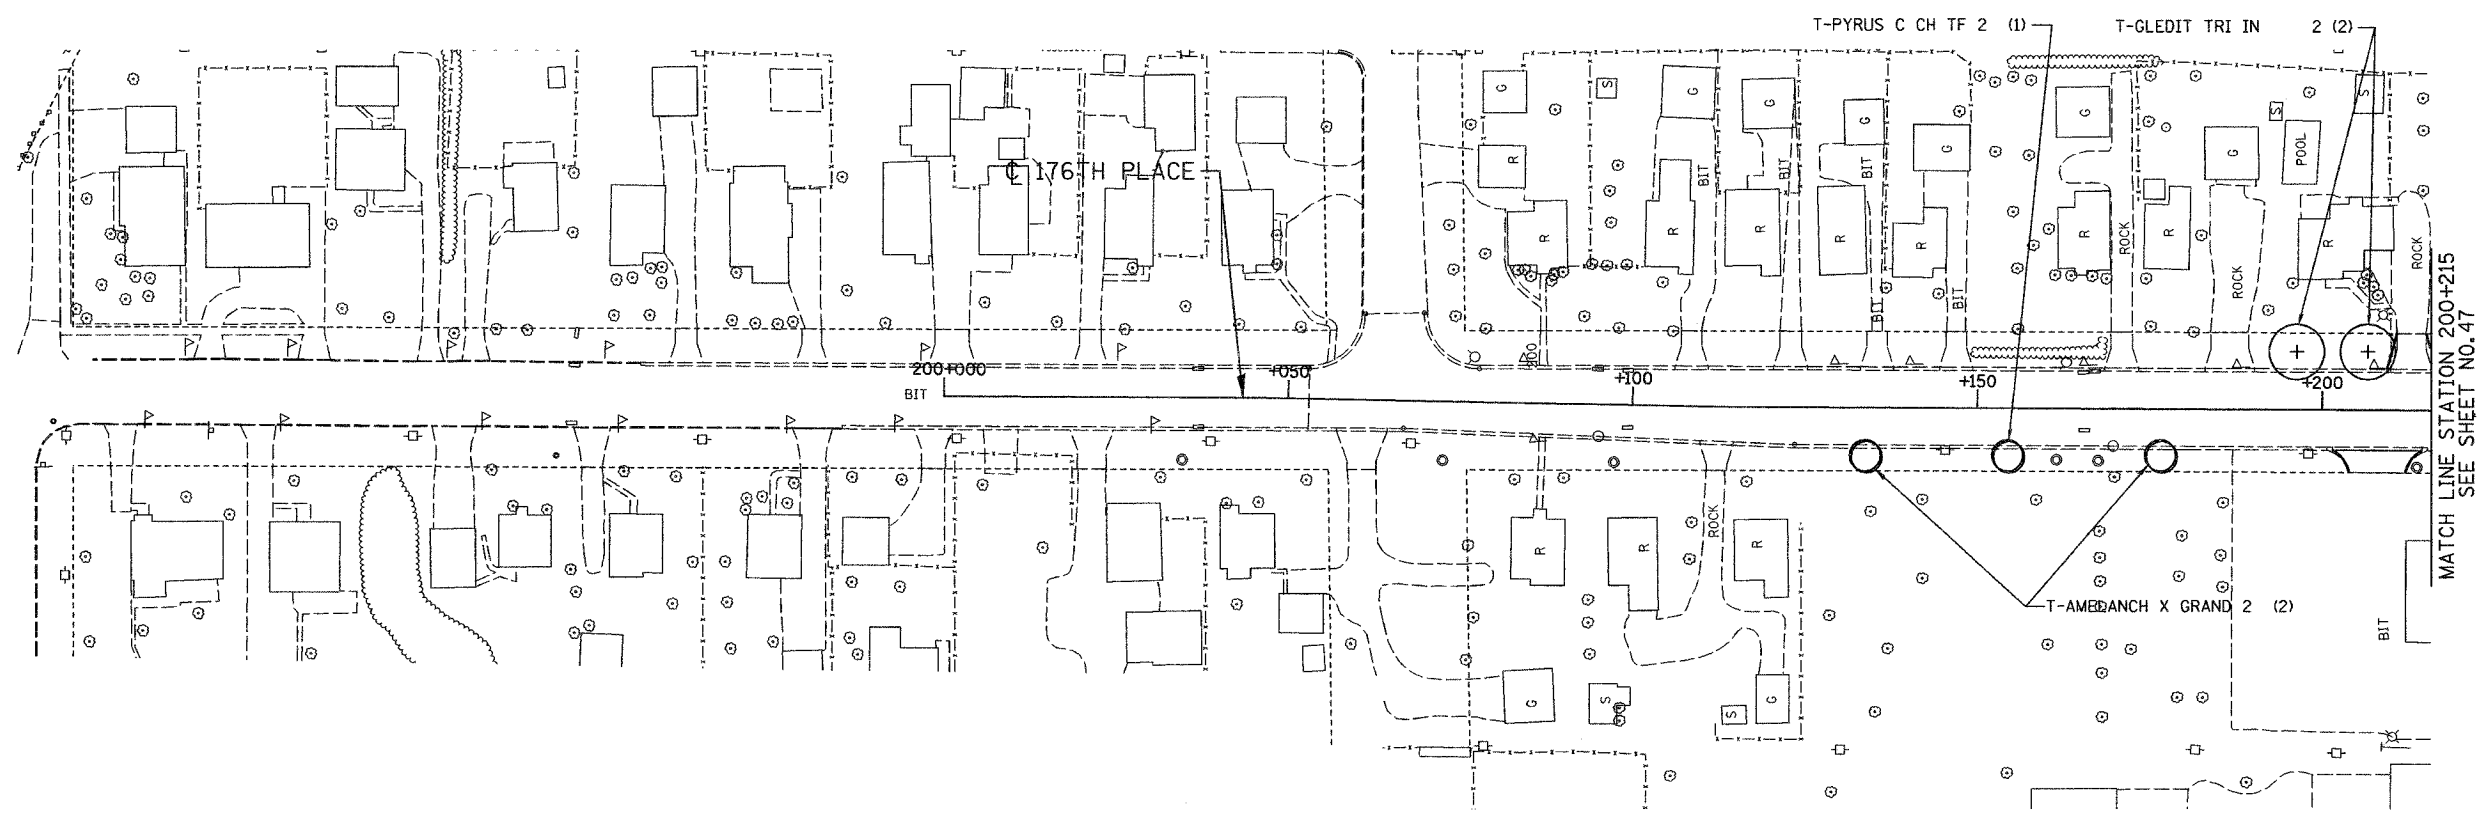 T-PYRUS C CH TF 2 (1)
T-GLEDIT TRI IN 2 (2)
G
S
G
G
G
G
G
G
S
POOL
S
R
BIT
BIT
BIT
℄ 176TH PLACE
R
R
R
R
R
R
R
R
ROCK
ROCK
ROCK
BIT
BIT
200+000
+050
+100
+150
+200
BIT
MATCH LINE STATION 200+215
SEE SHEET NO.47
R
R
R
ROCK
T-AMELANCH X GRAND 2 (2)
BIT
G
S
S
G